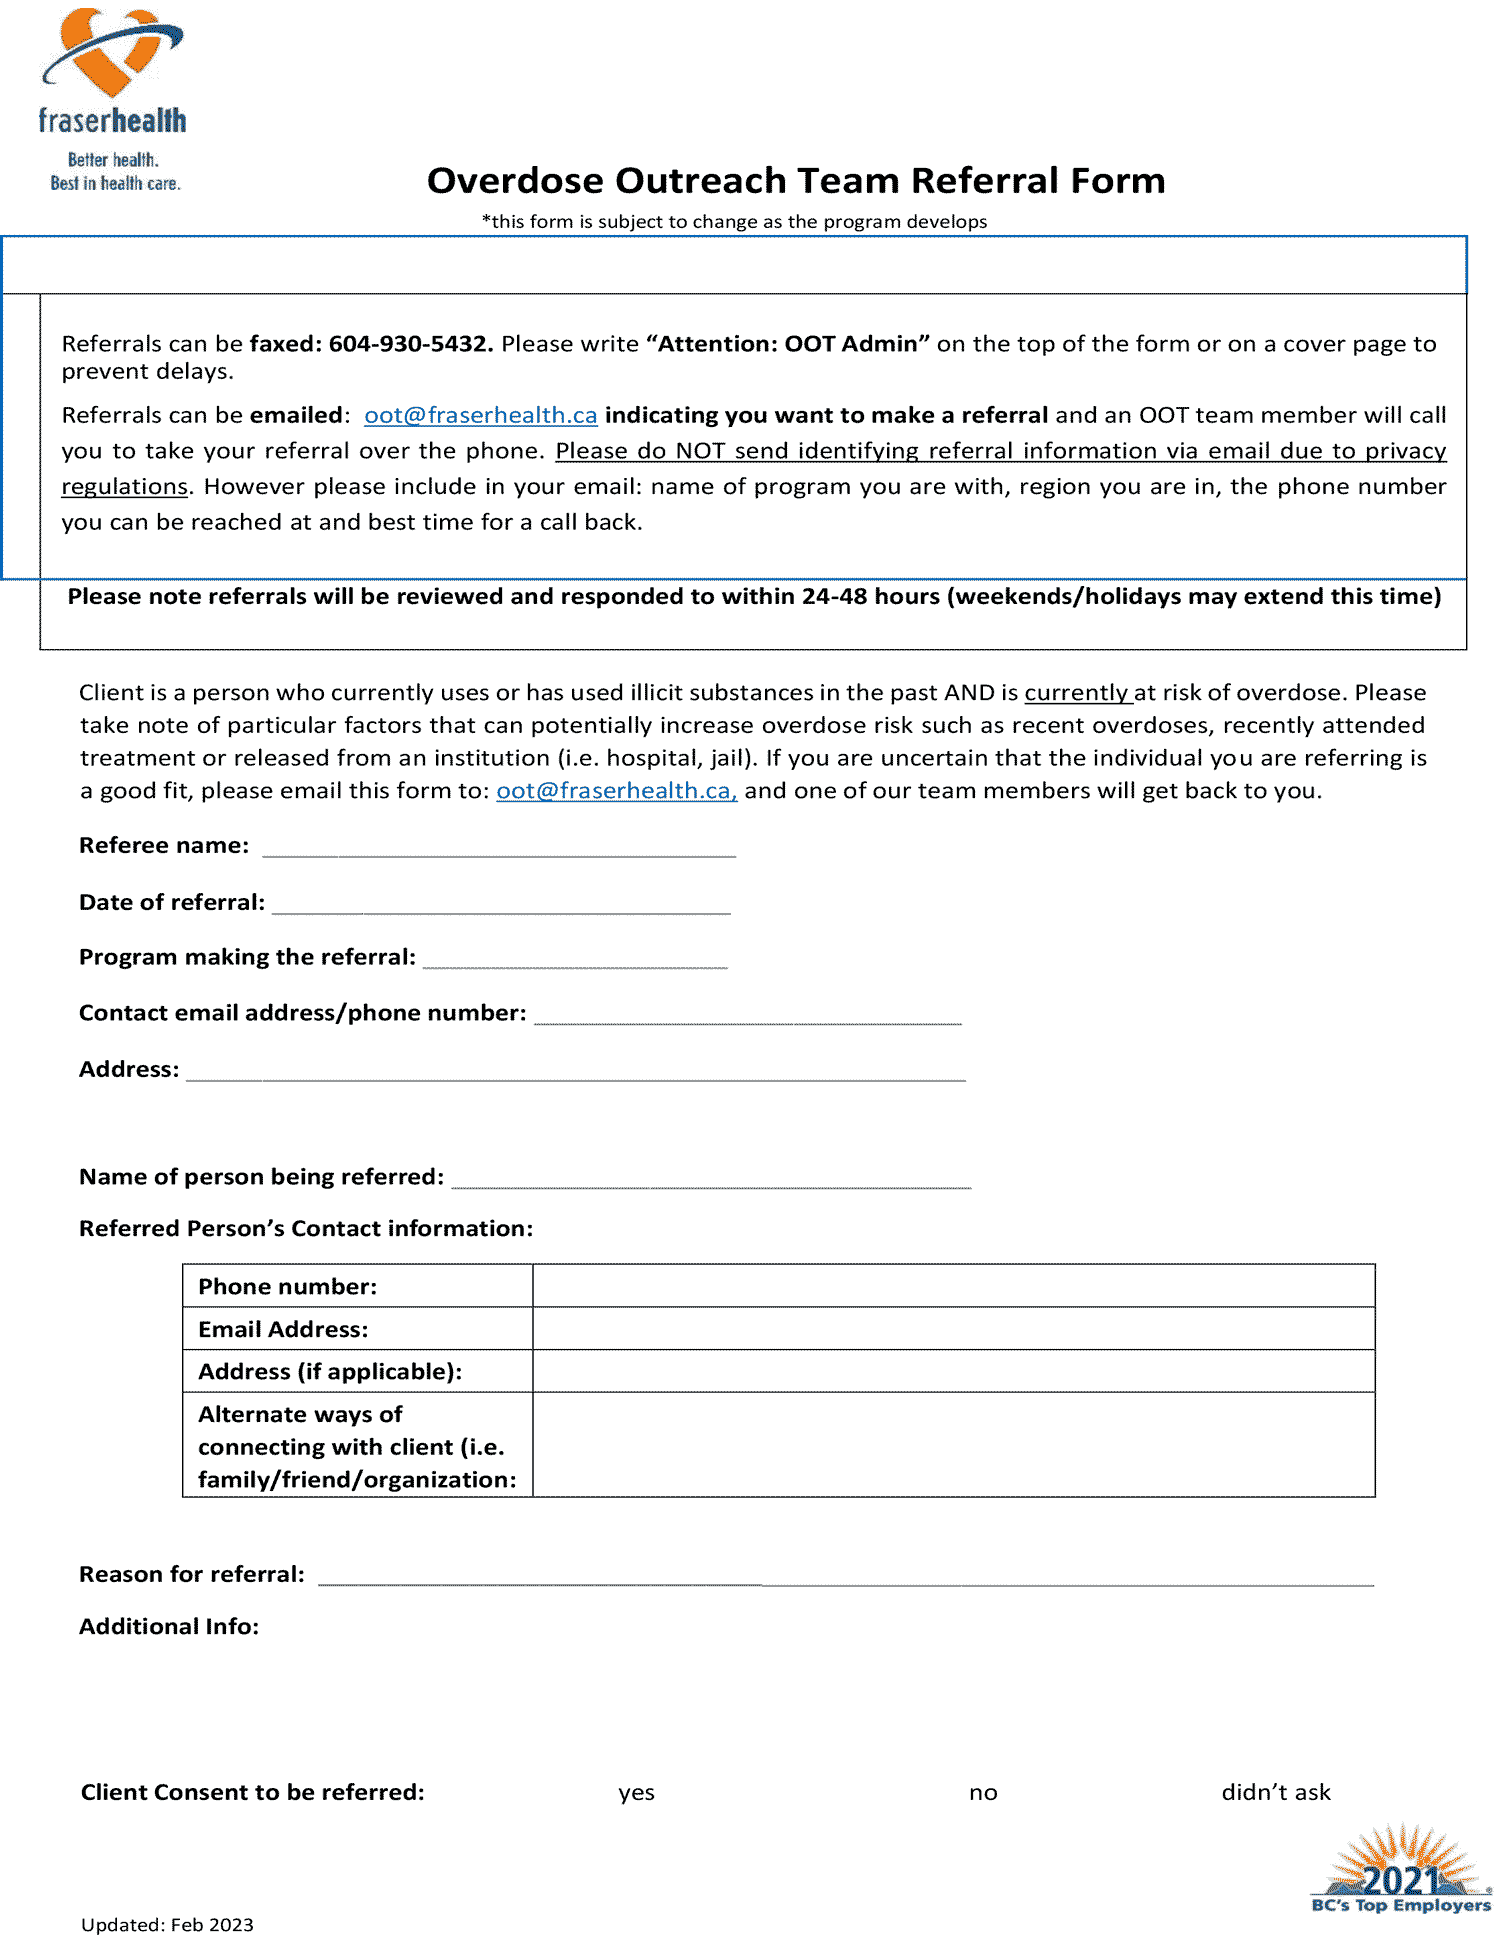 fraserhealth
Better health.
Best in health care.
Overdose Outreach Team Referral Form
*this form is subject to change as the program develops
Referrals can be faxed: 604-930-5432. Please write “Attention: OOT Admin” on the top of the form or on a cover page to
prevent delays.
Referrals can be emailed: oot@fraserhealth.ca indicating you want to make a referral and an OOT team member will call
you to take your referral over the phone. Please do NOT send identifying referral information via email due to privacy
regulations. However please include in your email: name of program you are with, region you are in, the phone number
you can be reached at and best time for a call back.
Please note referrals will be reviewed and responded to within 24-48 hours (weekends/holidays may extend this time)
Client is a person who currently uses or has used illicit substances in the past AND is currently at risk of overdose. Please
take note of particular factors that can potentially increase overdose risk such as recent overdoses, recently attended
treatment or released from an institution (i.e. hospital, jail). If you are uncertain that the individual you are referring is
a good fit, please email this form to: oot@fraserhealth.ca, and one of our team members will get back to you.
Referee name: ____________________
Date of referral: ____________________
Program making the referral: ____________________
Contact email address/phone number: ____________________
Address: ____________________
Name of person being referred: ____________________
Referred Person’s Contact information:
Phone number:
Email Address:
Address (if applicable):
Alternate ways of
connecting with client (i.e.
family/friend/organization:
Reason for referral: ____________________
Additional Info:
Client Consent to be referred: yes no didn’t ask
2021
BC's Top Employers
Updated: Feb 2023